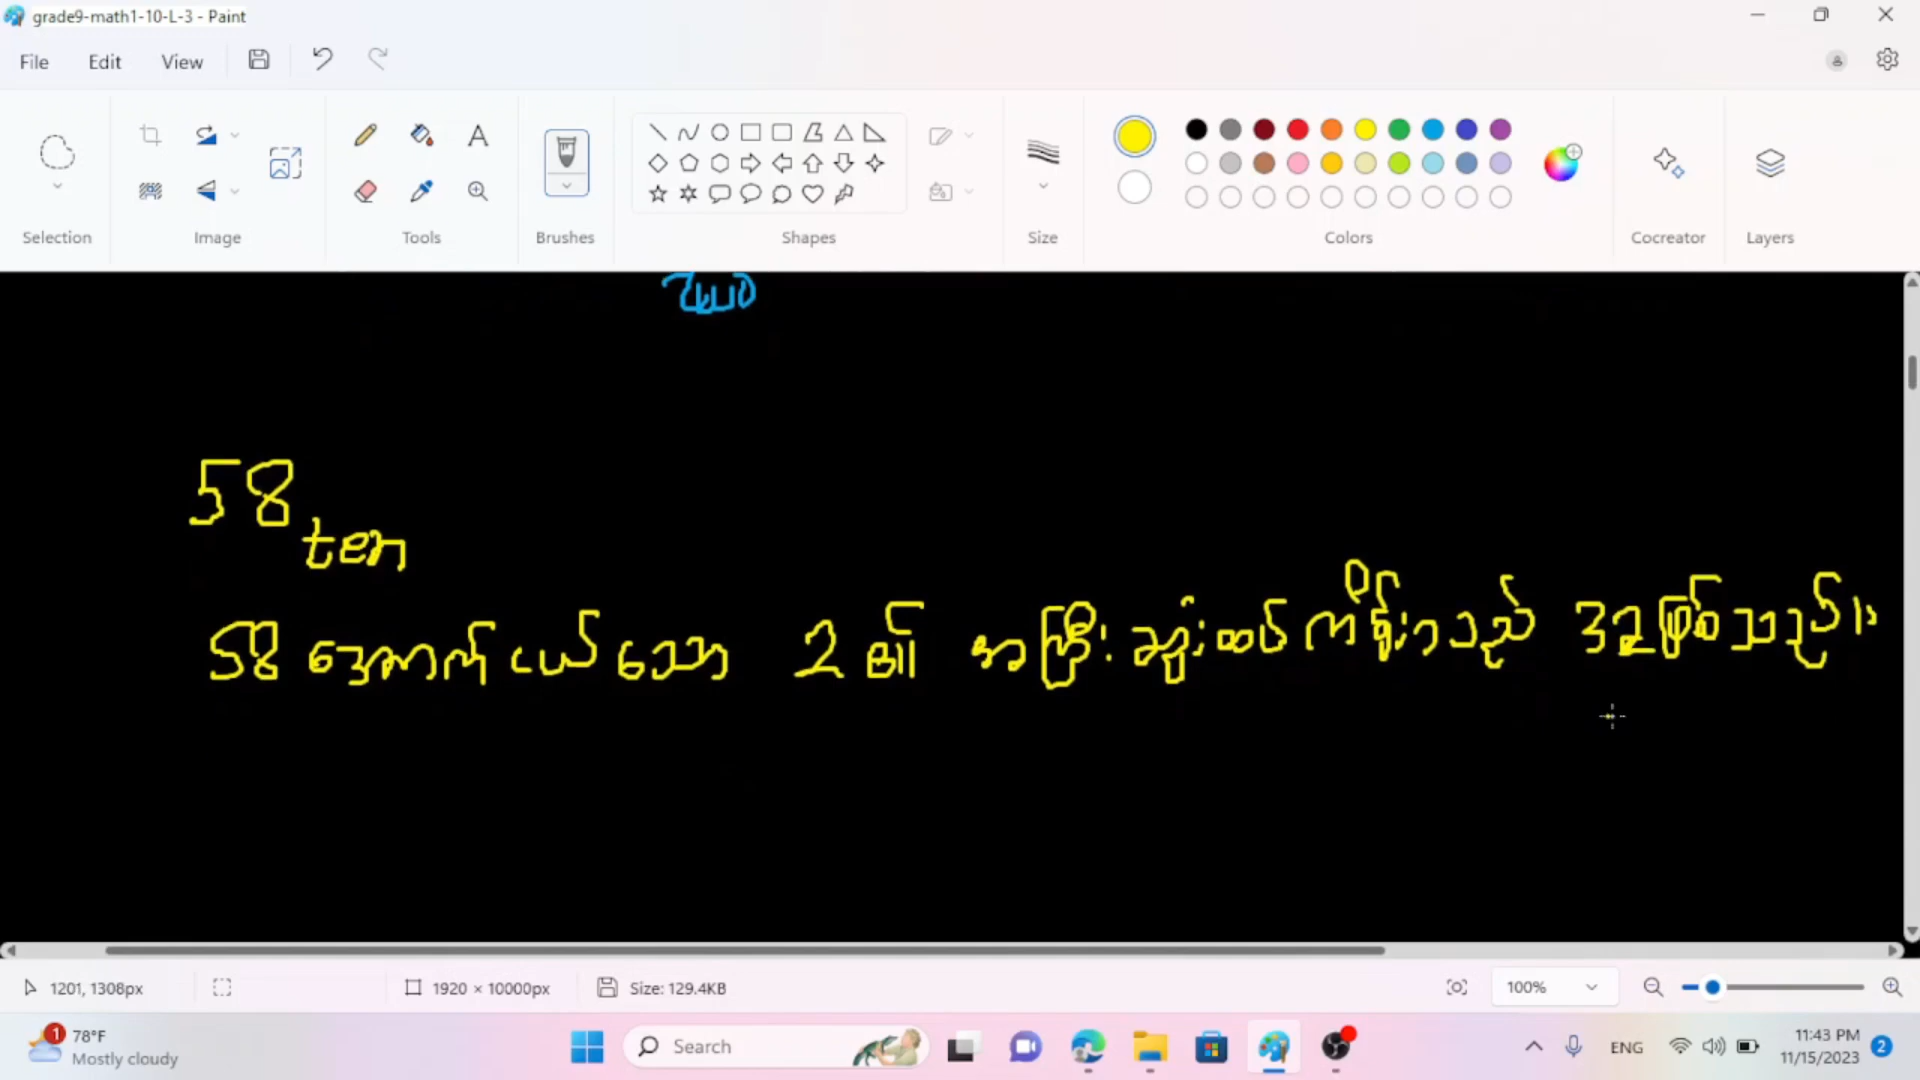 grade9-math1-10-L-3 - Paint
File Edit View
Selection Image Tools Brushes Shapes Size Colors Cocreator Layers
two
58 ten
58 အောက်ငယ်သော 2 ၏ အကြီးဆုံးထပ်ကိန်းသည် 32 ဖြစ်သည်။
1201, 1308px 1920 × 10000px Size: 129.4KB 100%
1 78°F Mostly cloudy Search ENG 11:43 PM 11/15/2023 2